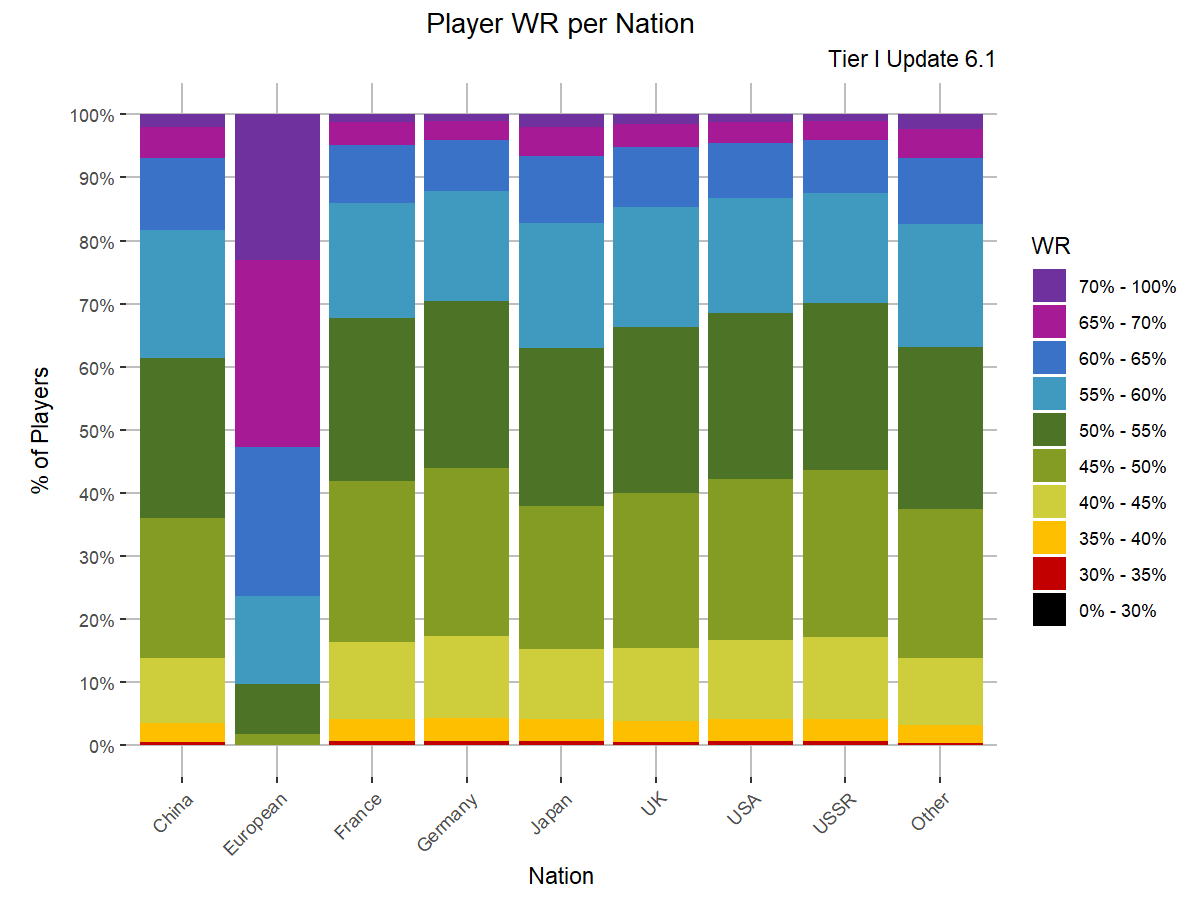 Player WR per Nation
Tier I Update 6.1
100%
90%
80%
70%
60%
50%
40%
30%
20%
10%
0%
% of Players
China
European
France
Germany
Japan
UK
USA
USSR
Other
Nation
WR
70% - 100%
65% - 70%
60% - 65%
55% - 60%
50% - 55%
45% - 50%
40% - 45%
35% - 40%
30% - 35%
0% - 30%